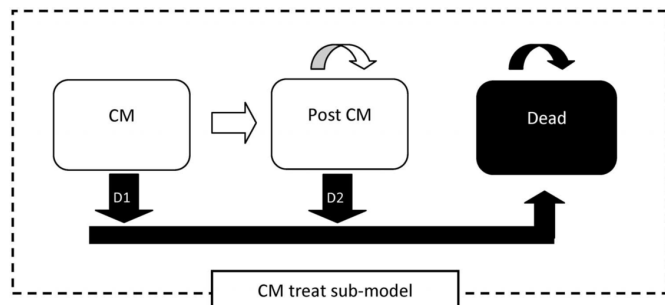 CM
Post CM
Dead
D1
D2
CM treat sub-model